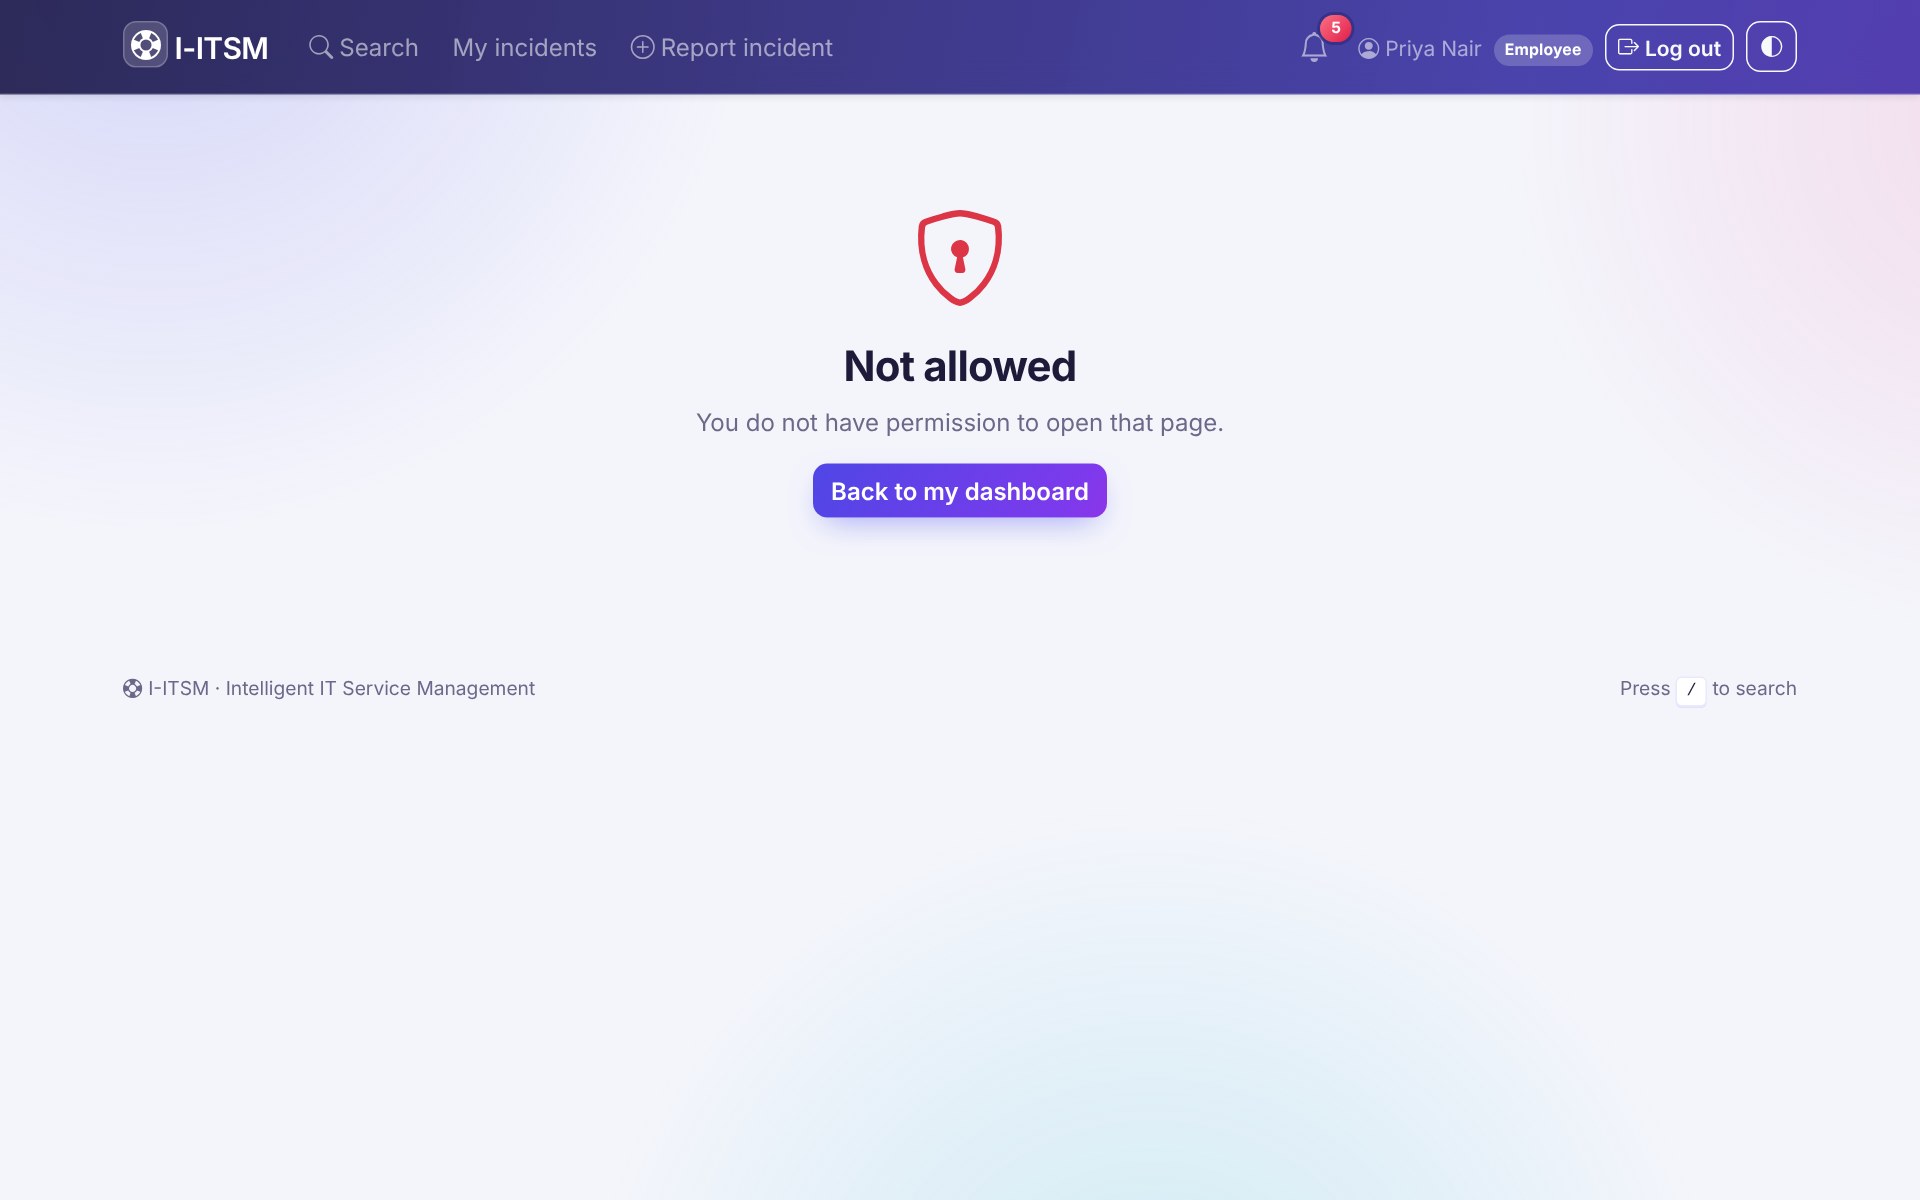 I-ITSM Search My incidents Report incident 5 Priya Nair Employee Log out
Not allowed
You do not have permission to open that page.
Back to my dashboard
I-ITSM · Intelligent IT Service Management Press / to search